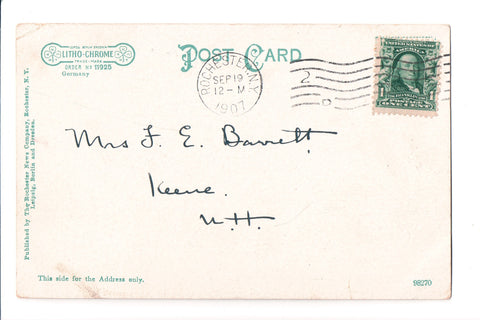 LITHO-CHROME
TRADE MARK
ORDER No 11925
Germany
POST CARD
ROCHESTER, N.Y.
SEP 19
12-M
1907
2
D
Mrs F. E. Barrett
Keene.
N.H.
Published by The Rochester News Company, Rochester, N. Y.
Leipzig, Berlin and Dresden.
This side for the Address only.
98270